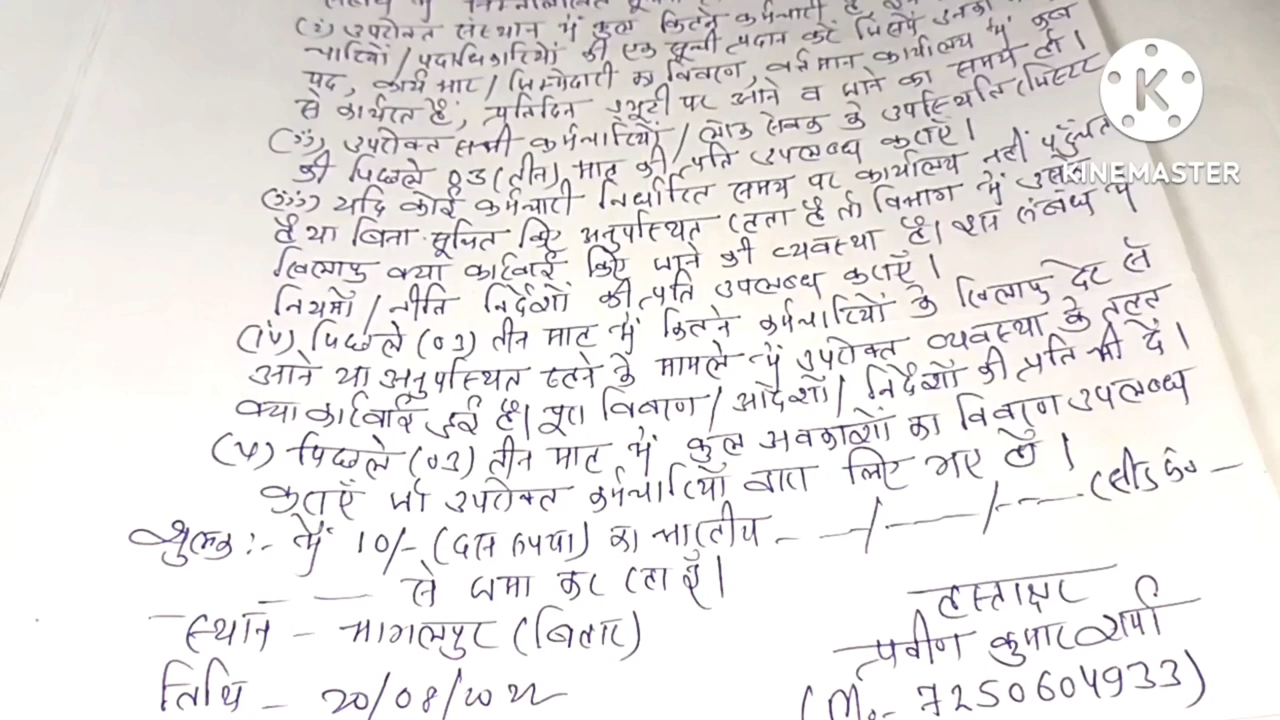 (i) उपरोक्त संस्थान में कुल कितने कर्मचारी है
चारियों/पदाधिकारियों की एक सूची प्रदान करें जिसमें उनका
पद, कार्य भार/जिम्मेदारी का विवरण, वर्तमान कार्यालय में कब
से कार्यरत है, प्रतिदिन ड्यूटी पर आने व जाने का समय हो।
(ii) उपरोक्त सभी कर्मचारियों/लोक सेवक के उपस्थिति रजिस्टर
की पिछले 03 (तीन) माह की प्रति उपलब्ध कराएँ।
(iii) यदि कोई कर्मचारी निर्धारित समय पर कार्यालय नहीं पहुँचता
है या बिना सूचित किए अनुपस्थित रहता है तो विभाग में उसके
खिलाफ क्या कार्रवाई किए जाने की व्यवस्था है। इस संबंध में
नियमों/नीति निर्देशों की प्रति उपलब्ध कराएँ।
(iv) पिछले (03) तीन माह में कितने कर्मचारियों के खिलाफ देर से
आने या अनुपस्थित रहने के मामले में उपरोक्त व्यवस्था के तहत
क्या कार्रवाई हुई है। पूरा विवरण/आदेशों/निर्देशों की प्रति भी दें।
(v) पिछले (03) तीन माह में कुल अवकाशों का विवरण उपलब्ध
कराएँ जो उपरोक्त कर्मचारियों द्वारा लिए गए हों।
शुल्क :- मैं 10/- (दस रुपया) का भारतीय - --/----/----
--- से जमा कर रहा हूँ।
हस्ताक्षर
स्थान - भागलपुर (बिहार)
प्रवीण कुमार शर्मा
तिथि - 20/08/2022
(M.- 7250604933)
KINEMASTER